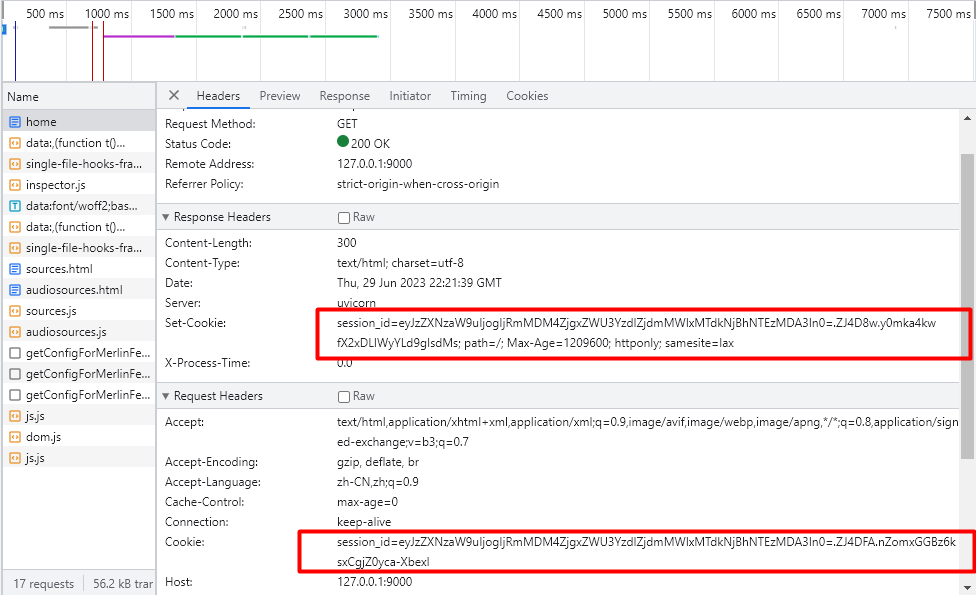 500 ms 1000 ms 1500 ms 2000 ms 2500 ms 3000 ms 3500 ms 4000 ms 4500 ms 5000 ms 5500 ms 6000 ms 6500 ms 7000 ms 7500 ms
Name
home
data:,(function t()...
single-file-hooks-fra...
inspector.js
data:font/woff2;bas...
data:,(function t()...
single-file-hooks-fra...
sources.html
audiosources.html
sources.js
audiosources.js
getConfigForMerlinFe...
getConfigForMerlinFe...
getConfigForMerlinFe...
js.js
dom.js
js.js
17 requests 56.2 kB tran
Headers Preview Response Initiator Timing Cookies
Request Method: GET
Status Code: 200 OK
Remote Address: 127.0.0.1:9000
Referrer Policy: strict-origin-when-cross-origin
Response Headers Raw
Content-Length: 300
Content-Type: text/html; charset=utf-8
Date: Thu, 29 Jun 2023 22:21:39 GMT
Server: uvicorn
Set-Cookie: session_id=eyJzZXNzaW9uIjogIjRmMDM4ZjgxZWU3YzdlZjdmMWIxMTdkNjBhNTEzMDA3In0=.ZJ4D8w.y0mka4kw
fX2xDLIWyYLd9glsdMs; path=/; Max-Age=1209600; httponly; samesite=lax
X-Process-Time: 0.0
Request Headers Raw
Accept: text/html,application/xhtml+xml,application/xml;q=0.9,image/avif,image/webp,image/apng,*/*;q=0.8,application/sign
ed-exchange;v=b3;q=0.7
Accept-Encoding: gzip, deflate, br
Accept-Language: zh-CN,zh;q=0.9
Cache-Control: max-age=0
Connection: keep-alive
Cookie: session_id=eyJzZXNzaW9uIjogIjRmMDM4ZjgxZWU3YzdlZjdmMWIxMTdkNjBhNTEzMDA3In0=.ZJ4DFA.nZomxGGBz6k
sxCgjZ0yca-Xbexl
Host: 127.0.0.1:9000